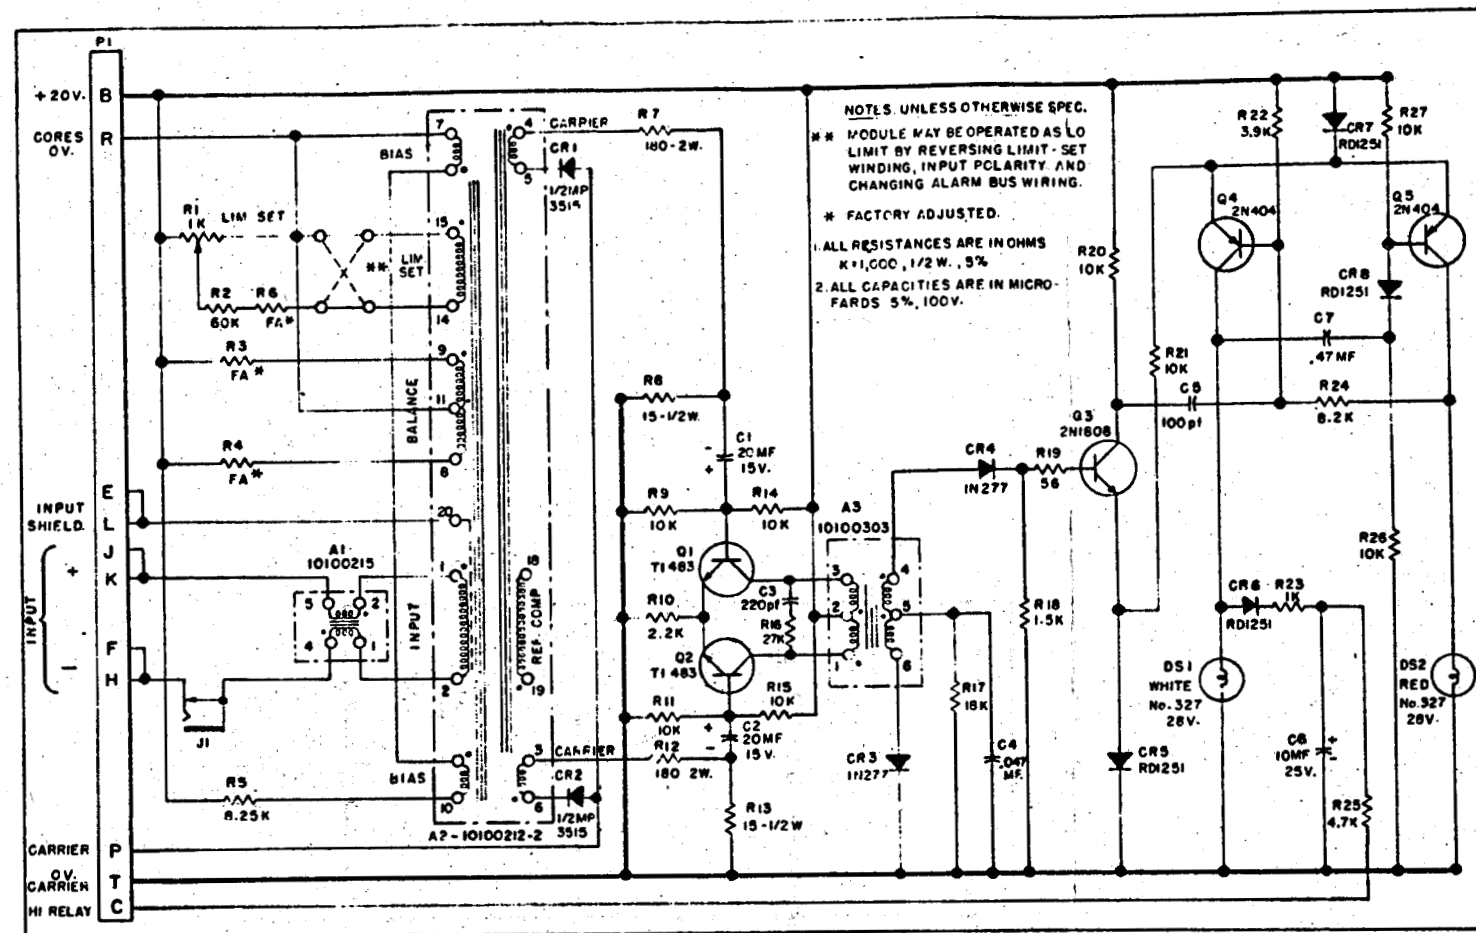 P1
+20V. B
CORES R
0V.
E
INPUT
SHIELD. L
J
+ K
INPUT
F
— H
CARRIER P
0V.
CARRIER T
HI RELAY C
R1
1K
LIM SET
R2
60K
R6
FA*
**
LIM
SET
R3
FA*
R4
FA*
R5
8.25K
A1
10100215
5 2
4 1
J1
7
BIAS
15
14
9
11
BALANCE
8
20
1
INPUT
2
BIAS
10
4 CARRIER
5
CR1
1/2MP
3515
18
REF. COMP
19
3 CARRIER
6
CR2
1/2MP
3515
A2-10100212-2
R7
180-2W.
R8
15-1/2W.
C1
20MF
15V.
-
+
R9
10K
R14
10K
Q1
TI483
R10
2.2K
C3
220pf
R16
27K
Q2
TI483
R11
10K
R15
10K
+
-
C2
20MF
15V.
R12
180 2W.
R13
15-1/2W
A3
10100303
3 4
2 5
1 6
CR3
1N277
R17
18K
C4
.047
MF.
CR4
1N277
R19
56
R18
1.5K
Q3
2N1808
R20
10K
CR5
RD1251
NOTES. UNLESS OTHERWISE SPEC.
** MODULE MAY BE OPERATED AS LO
LIMIT BY REVERSING LIMIT-SET
WINDING, INPUT POLARITY AND
CHANGING ALARM BUS WIRING.
* FACTORY ADJUSTED.
1. ALL RESISTANCES ARE IN OHMS
K=1,000, 1/2 W., 5%
2. ALL CAPACITIES ARE IN MICRO-
FARDS 5%, 100V.
R22
3.9K
CR7
RD1251
R27
10K
Q4
2N404
Q5
2N404
CR8
RD1251
C7
.47MF
R21
10K
C5
100pf
R24
8.2K
R26
10K
CR6
RD1251
R23
1K
DS1
WHITE
No.327
28V.
DS2
RED
No.327
28V.
C6
10MF
25V.
+
-
R25
4.7K